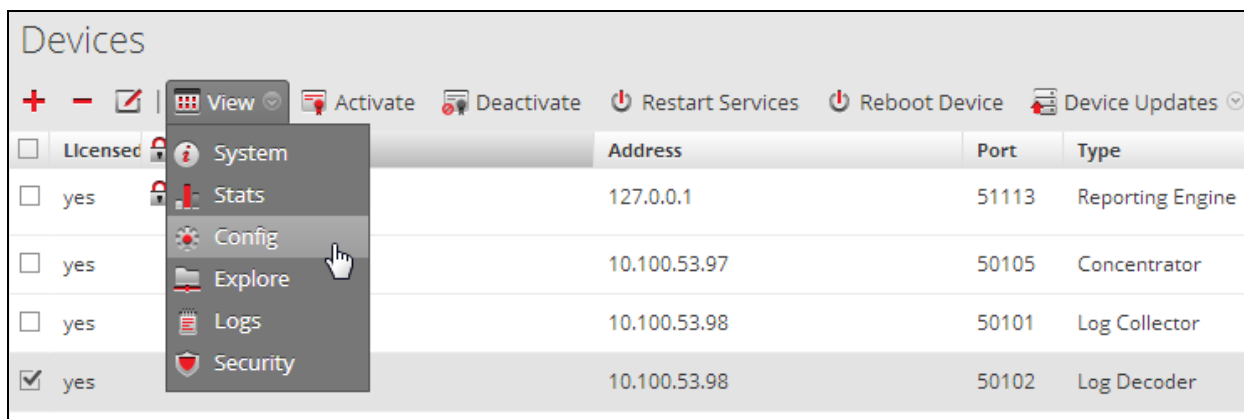 Devices
View Activate Deactivate Restart Services Reboot Device Device Updates
Licensed Address Port Type
System
yes Stats 127.0.0.1 51113 Reporting Engine
Config
yes 10.100.53.97 50105 Concentrator
Explore
yes Logs 10.100.53.98 50101 Log Collector
Security
yes 10.100.53.98 50102 Log Decoder